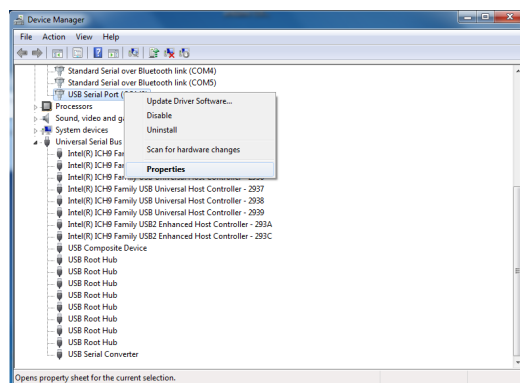 Device Manager
File Action View Help
Standard Serial over Bluetooth link (COM4)
Standard Serial over Bluetooth link (COM5)
USB Serial Port (
Update Driver Software...
Processors
Disable
Sound, video and ga
Uninstall
System devices
Universal Serial Bus
Scan for hardware changes
Intel(R) ICH9 Fa
Intel(R) ICH9 Fa
Properties
Intel(R) ICH9 Family USB Universal Host Controller
Intel(R) ICH9 Family USB Universal Host Controller - 2937
Intel(R) ICH9 Family USB Universal Host Controller - 2938
Intel(R) ICH9 Family USB Universal Host Controller - 2939
Intel(R) ICH9 Family USB2 Enhanced Host Controller - 293A
Intel(R) ICH9 Family USB2 Enhanced Host Controller - 293C
USB Composite Device
USB Root Hub
USB Root Hub
USB Root Hub
USB Root Hub
USB Root Hub
USB Root Hub
USB Root Hub
USB Root Hub
USB Serial Converter
Opens property sheet for the current selection.